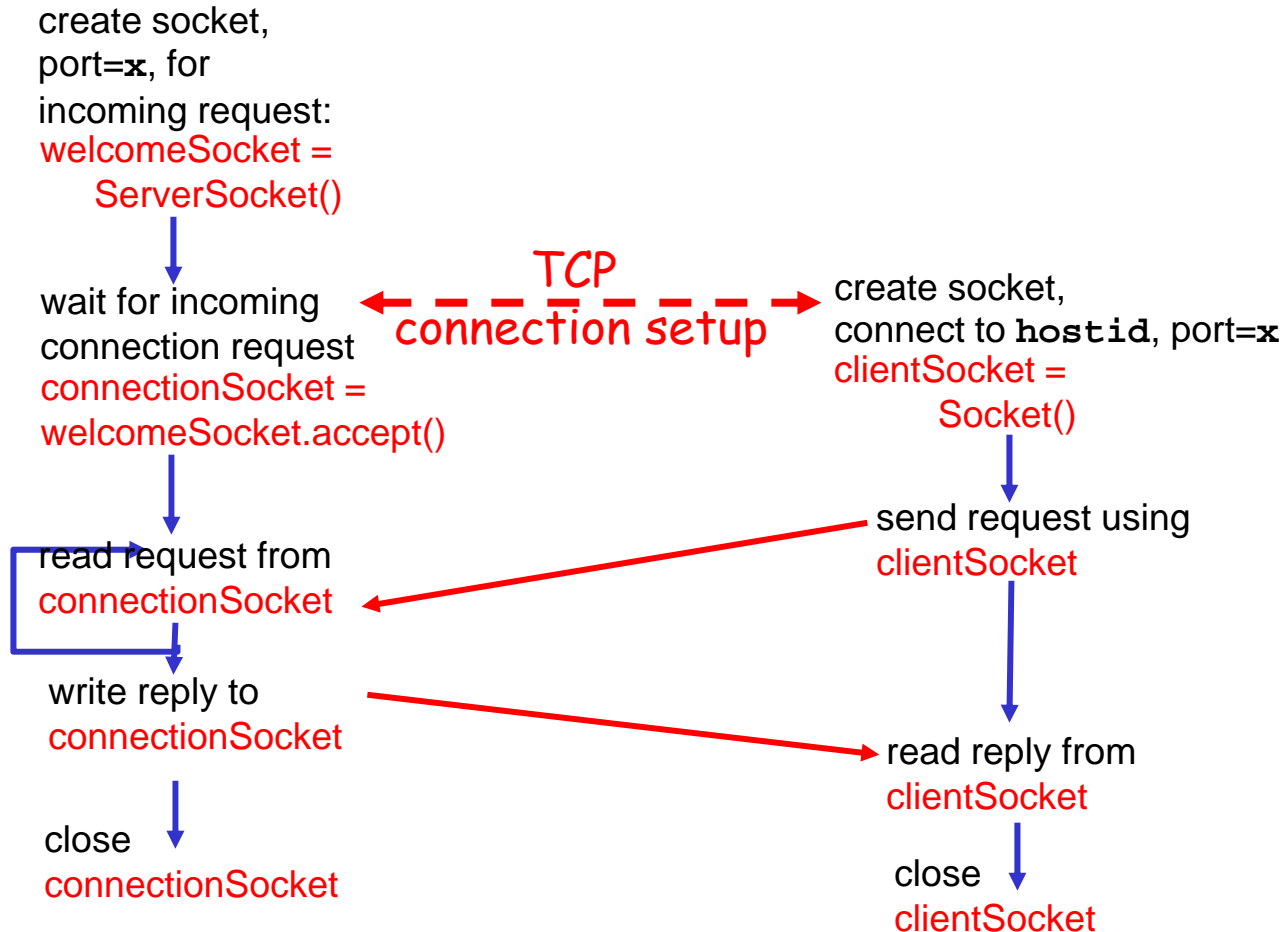 create socket,
port=x, for
incoming request:
welcomeSocket =
ServerSocket()
wait for incoming
connection request
connectionSocket =
welcomeSocket.accept()
TCP
connection setup
create socket,
connect to hostid, port=x
clientSocket =
Socket()
read request from
connectionSocket
send request using
clientSocket
write reply to
connectionSocket
read reply from
clientSocket
close
connectionSocket
close
clientSocket